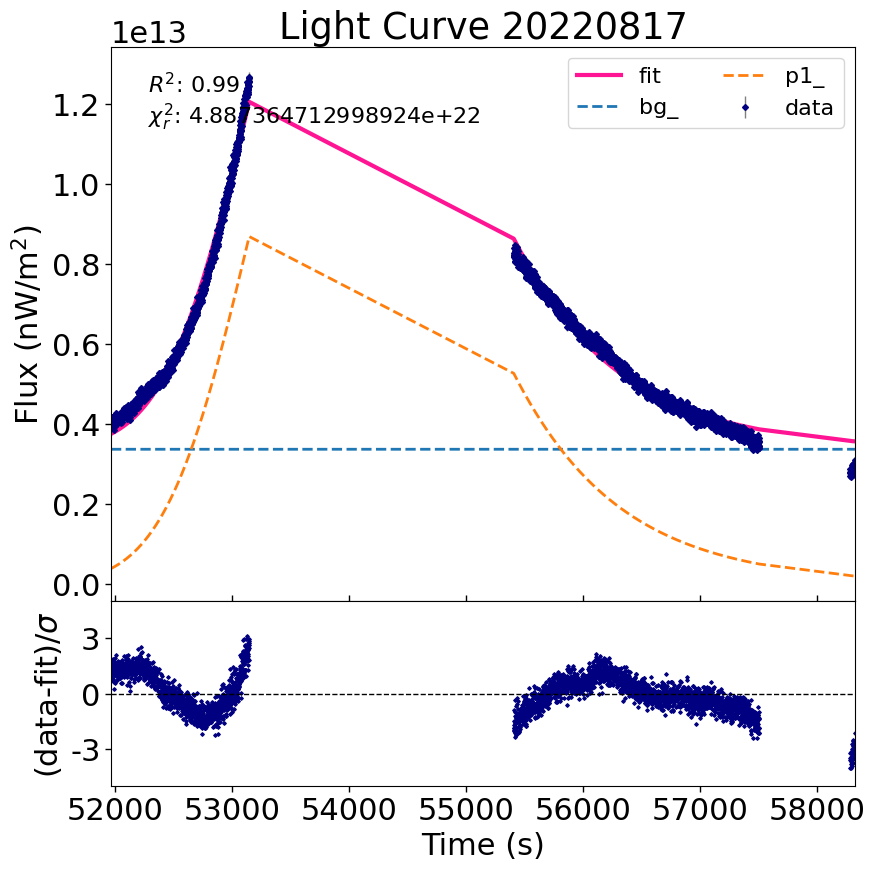 Light Curve 20220817
1e13
R²: 0.99
χ²ᵣ: 4.887364712998924e+22
fit
bg_
p1_
data
Flux (nW/m²)
1.2
1.0
0.8
0.6
0.4
0.2
0.0
(data-fit)/σ
3
0
-3
52000 53000 54000 55000 56000 57000 58000
Time (s)